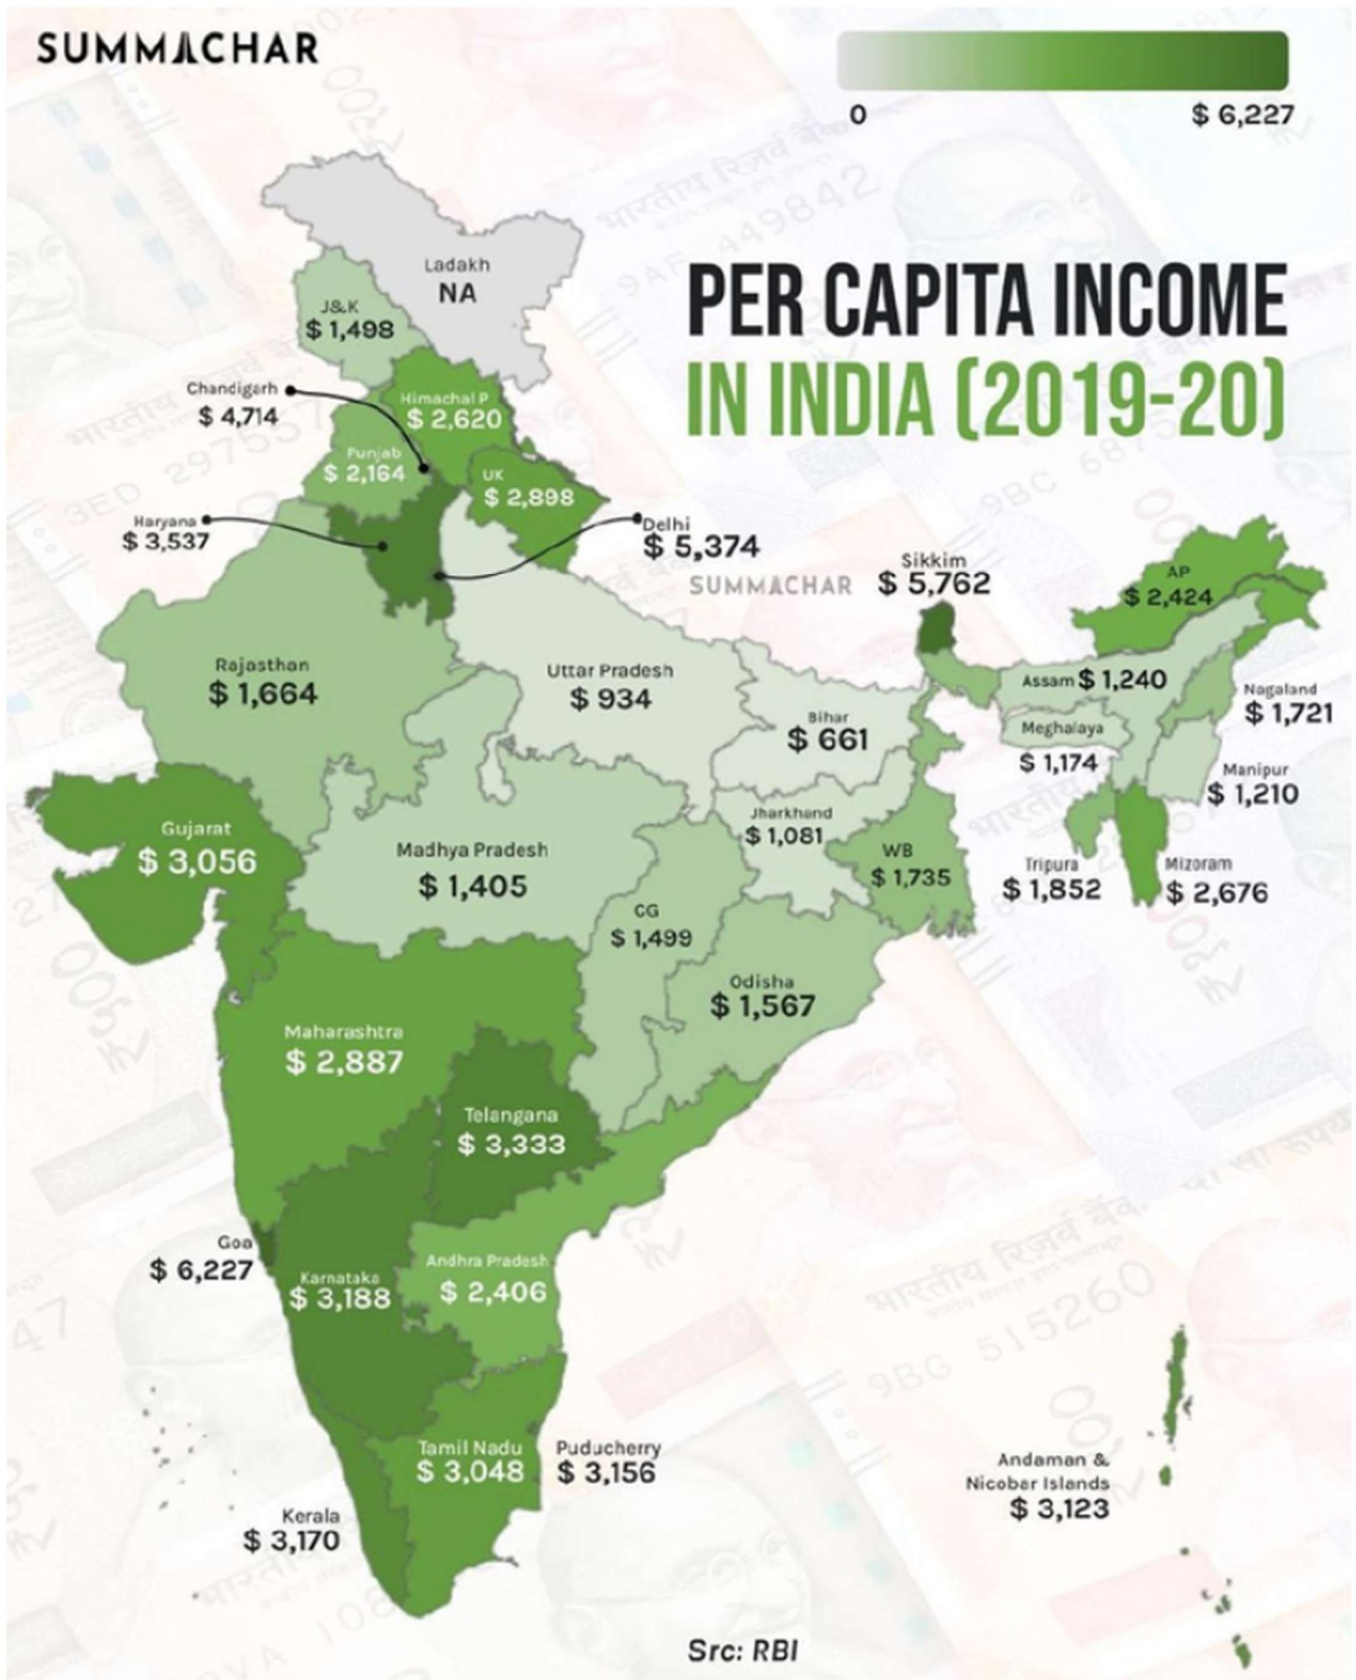 SUMMACHAR
0
$ 6,227
PER CAPITA INCOME
IN INDIA (2019-20)
Ladakh
NA
J&K
$ 1,498
Chandigarh
$ 4,714
Himachal P
$ 2,620
Punjab
$ 2,164
UK
$ 2,898
Haryana
$ 3,537
Delhi
$ 5,374
SUMMACHAR
Sikkim
$ 5,762
AP
$ 2,424
Rajasthan
$ 1,664
Uttar Pradesh
$ 934
Bihar
$ 661
Assam $ 1,240
Nagaland
$ 1,721
Meghalaya
$ 1,174
Manipur
$ 1,210
Gujarat
$ 3,056
Madhya Pradesh
$ 1,405
Jharkhand
$ 1,081
WB
$ 1,735
Tripura
$ 1,852
Mizoram
$ 2,676
CG
$ 1,499
Odisha
$ 1,567
Maharashtra
$ 2,887
Telangana
$ 3,333
Goa
$ 6,227
Karnataka
$ 3,188
Andhra Pradesh
$ 2,406
Tamil Nadu
$ 3,048
Puducherry
$ 3,156
Kerala
$ 3,170
Andaman &
Nicobar Islands
$ 3,123
Src: RBI
भारतीय रिज़र्व बैंक
9AF 449842
9BG 515260